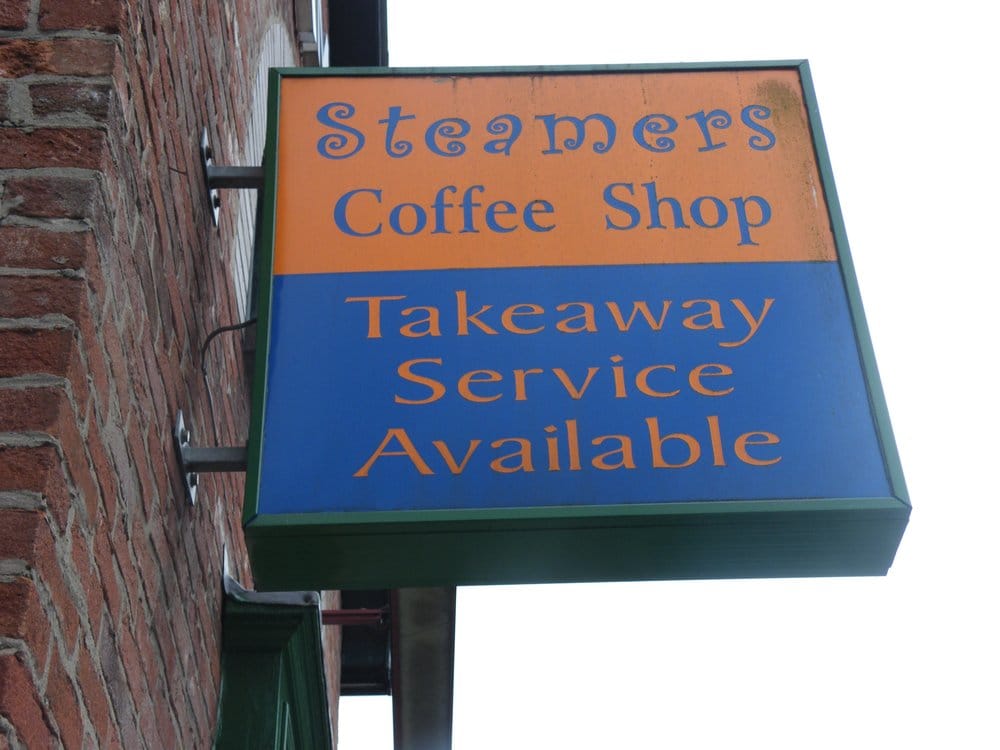 Steamers
Coffee Shop
Takeaway
Service
Available